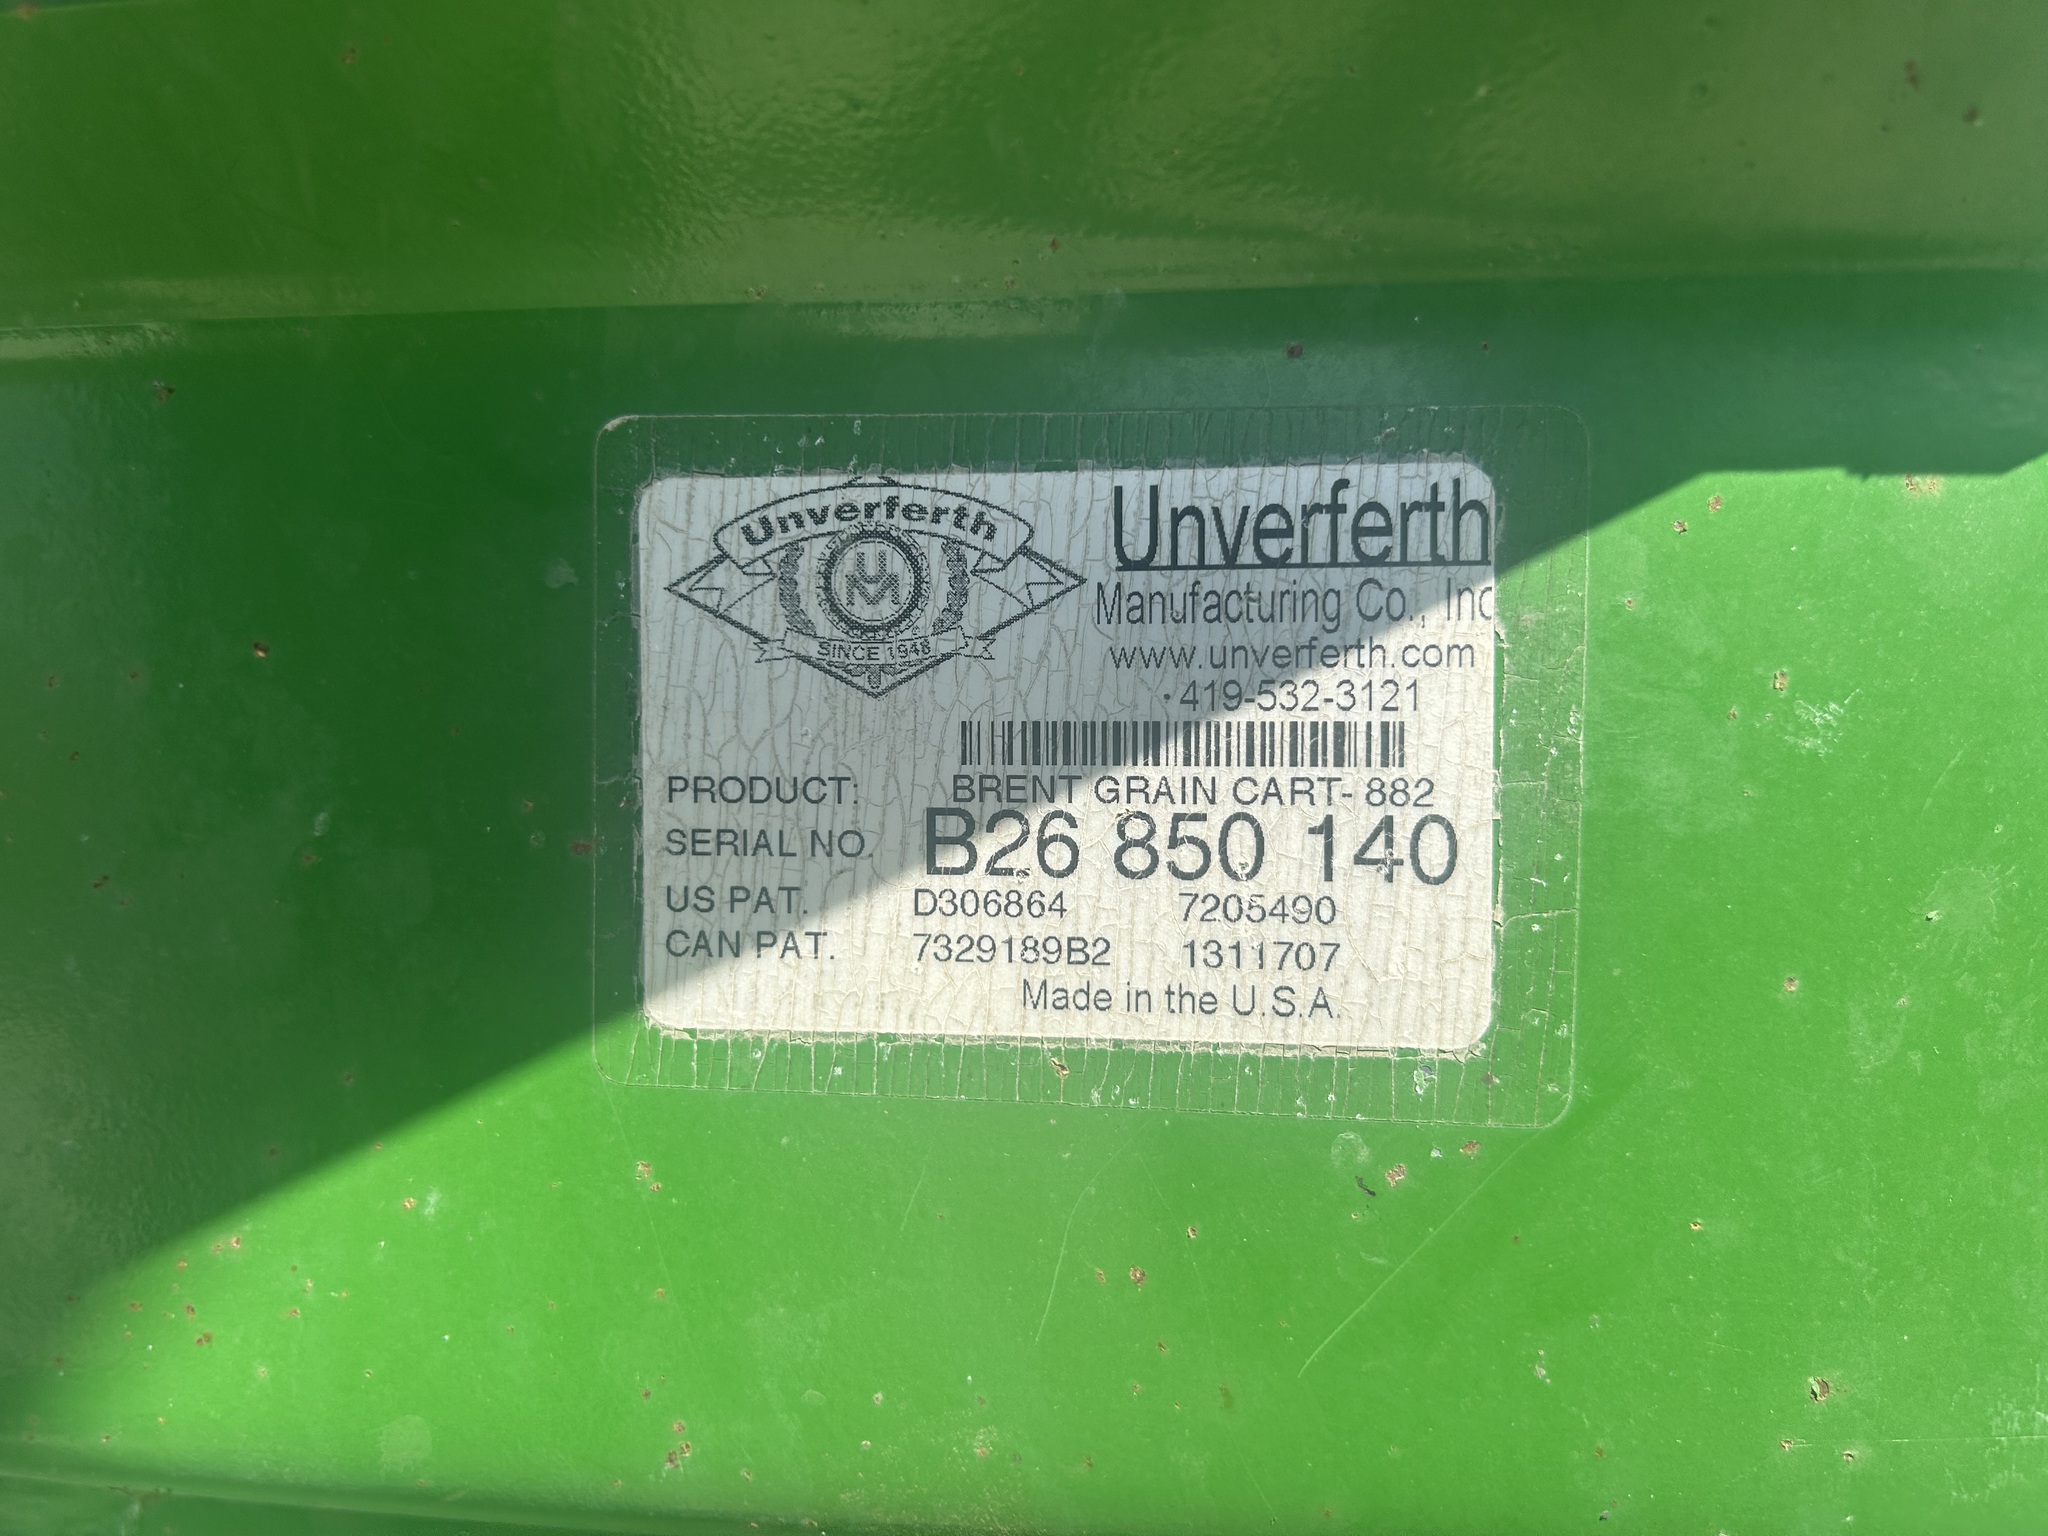 Unverferth
UM
SINCE 1948
Unverferth
Manufacturing Co., Inc
www.unverferth.com
419-532-3121
PRODUCT: BRENT GRAIN CART- 882
SERIAL NO. B26 850 140
US PAT. D306864 7205490
CAN PAT. 7329189B2 1311707
Made in the U.S.A.